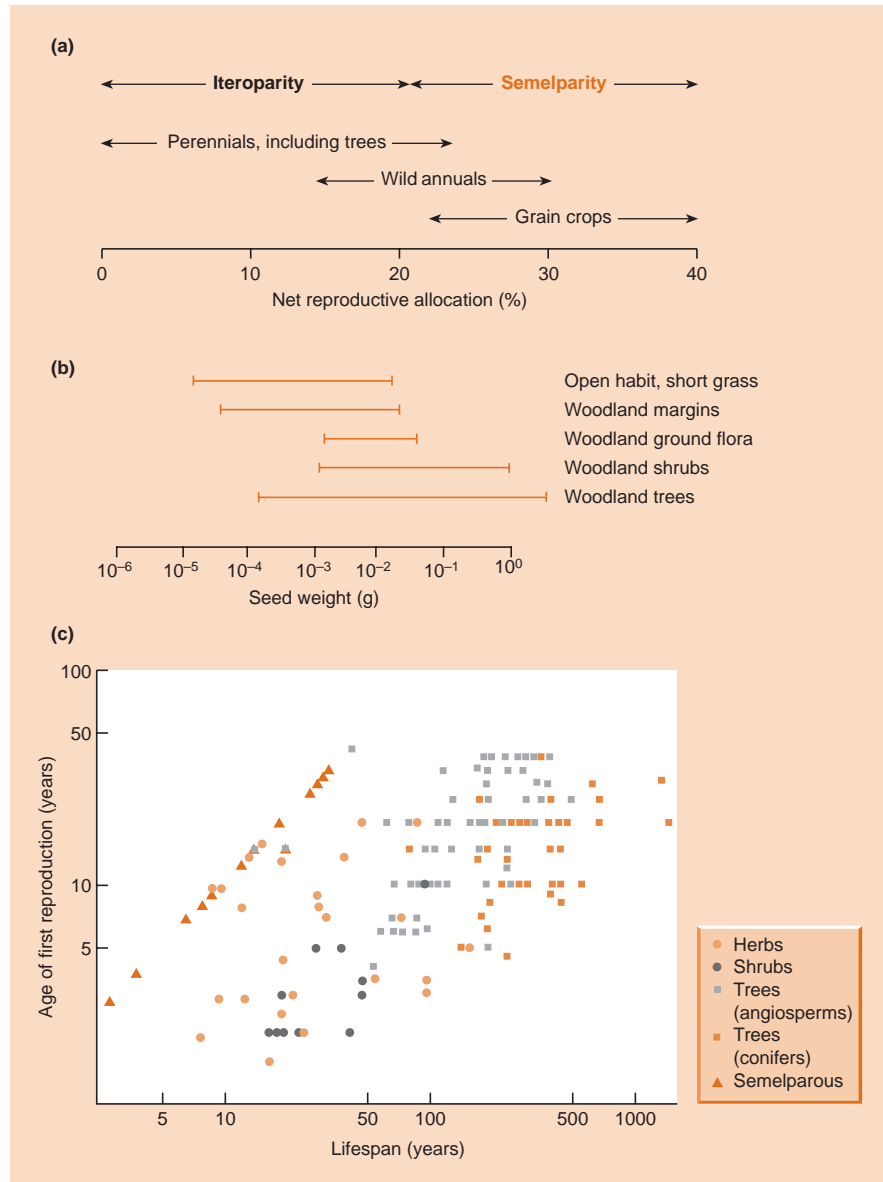 (a)
Iteroparity Semelparity
Perennials, including trees
Wild annuals
Grain crops
0 10 20 30 40
Net reproductive allocation (%)
(b)
Open habit, short grass
Woodland margins
Woodland ground flora
Woodland shrubs
Woodland trees
10⁻⁶ 10⁻⁵ 10⁻⁴ 10⁻³ 10⁻² 10⁻¹ 10⁰
Seed weight (g)
(c)
100
50
10
5
Age of first reproduction (years)
5 10 50 100 500 1000
Lifespan (years)
Herbs
Shrubs
Trees
(angiosperms)
Trees
(conifers)
Semelparous